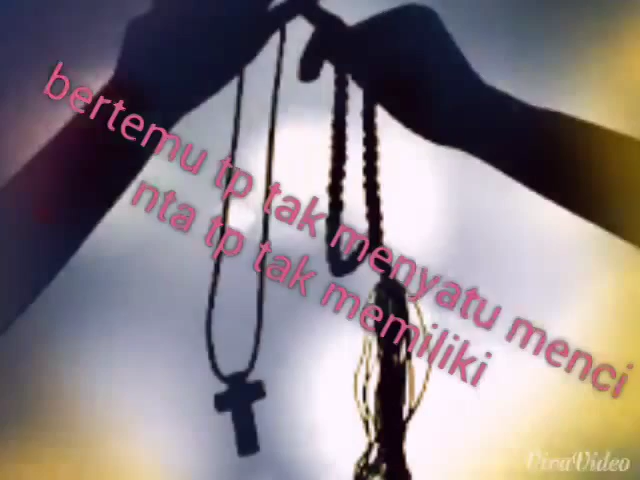 bertemu tp tak menyatu menci
nta tp tak memiliki
VivaVideo